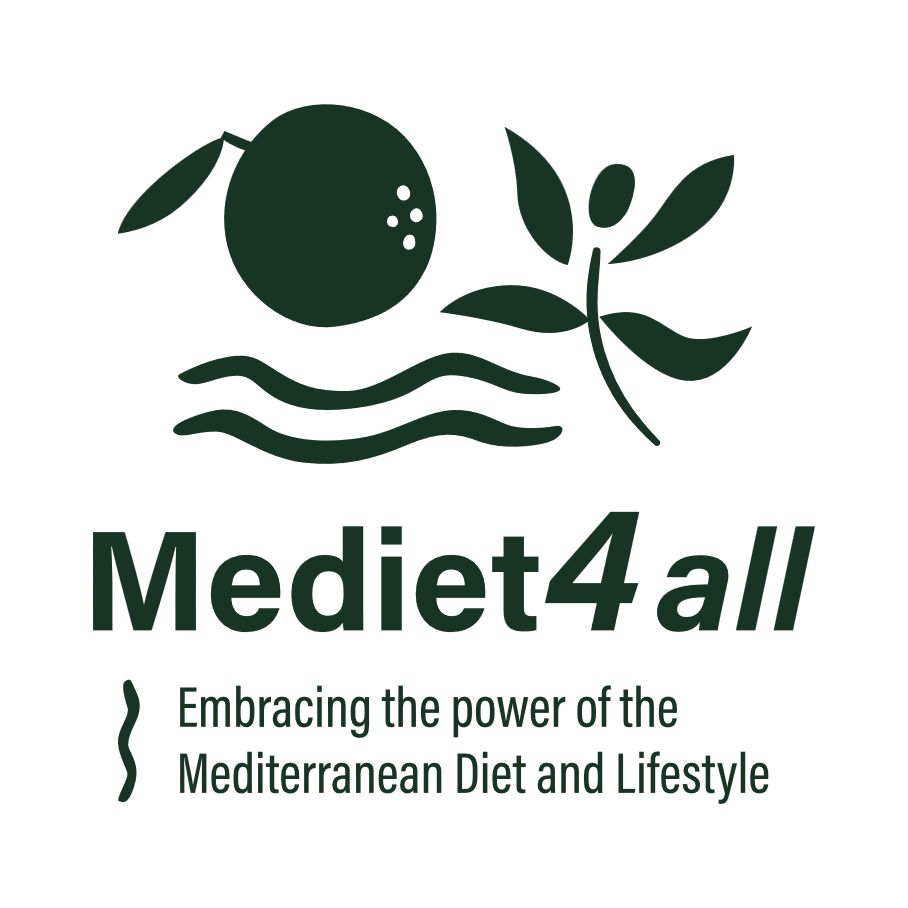 Mediet4all
Embracing the power of the
Mediterranean Diet and Lifestyle